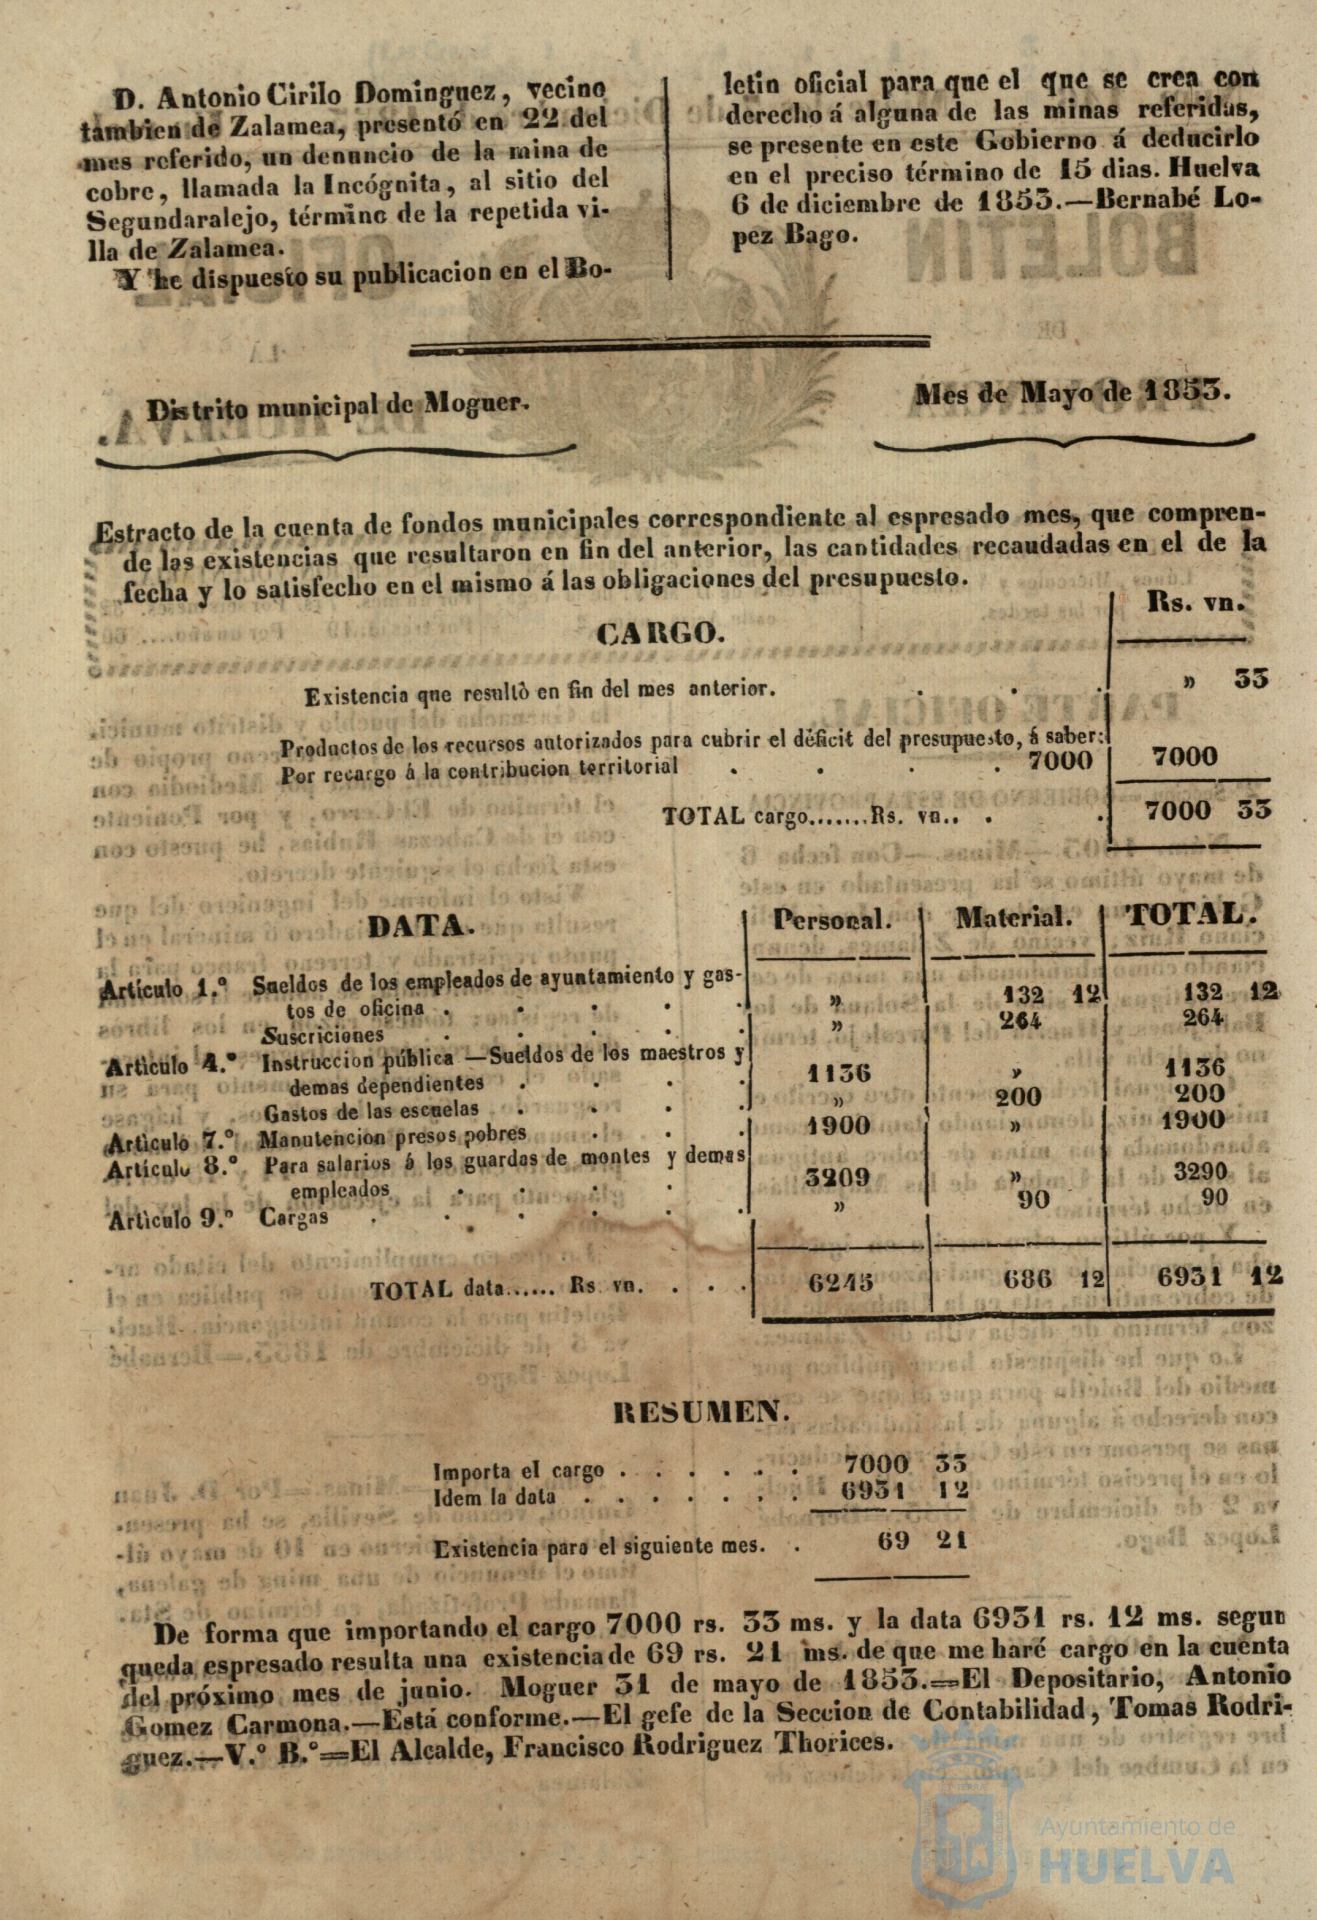 D. Antonio Cirilo Dominguez, vecino
tambien de Zalamea, presentó en 22 del
mes referido, un denuncio de la mina de
cobre, llamada la Incógnita, al sitio del
Segundaralejo, término de la repetida vi-
lla de Zalamea.
Y he dispuesto su publicacion en el Bo-
letin oficial para que el que se crea con
derecho á alguna de las minas referidas,
se presente en este Gobierno á deducirlo
en el preciso término de 15 dias. Huelva
6 de diciembre de 1853.—Bernabé Lo-
pez Bago.
Distrito municipal de Moguer.
Mes de Mayo de 1853.
Estracto de la cuenta de fondos municipales correspondiente al espresado mes, que compren-
de las existencias que resultaron en fin del anterior, las cantidades recaudadas en el de la
fecha y lo satisfecho en el mismo á las obligaciones del presupuesto.
Rs. vn.
CARGO.
Existencia que resultò en fin del mes anterior. . . . » 33
Productos de los recursos autorizados para cubrir el déficit del presupuesto, á saber:
Por recargo á la contribucion territorial . . . . 7000 7000
TOTAL cargo.......Rs. vn.. . . 7000 33
DATA. Personal. Material. TOTAL.
Artículo 1.º Sueldos de los empleados de ayuntamiento y gas-
tos de oficina . . . . . » 132 12 132 12
Suscriciones . . . . . » 264 264
Artìculo 4.º Instruccion pública —Sueldos de los maestros y
demas dependientes . . . . 1136 » 1136
Gastos de las escuelas . . . . » 200 200
Artìculo 7.º Manutencion presos pobres . . . 1900 » 1900
Artìculo 8.º Para salarios á los guardas de montes y demas
empleados . . . . 3209 » 3290
Artìculo 9.º Cargas . . . . . . » 90 90
TOTAL data...... Rs vn. . . . 6245 686 12 6931 12
RESUMEN.
Importa el cargo . . . . . . 7000 33
Idem la data . . . . . . . 6931 12
Existencia para el siguiente mes. . 69 21
De forma que importando el cargo 7000 rs. 33 ms. y la data 6931 rs. 12 ms. segun
queda espresado resulta una existencia de 69 rs. 21 ms. de que me haré cargo en la cuenta
del próximo mes de junio. Moguer 31 de mayo de 1853.=El Depositario, Antonio
Gomez Carmona.—Está conforme.—El gefe de la Seccion de Contabilidad, Tomas Rodri-
guez.—V.º B.º=El Alcalde, Francisco Rodriguez Thorices.
Ayuntamiento de
HUELVA